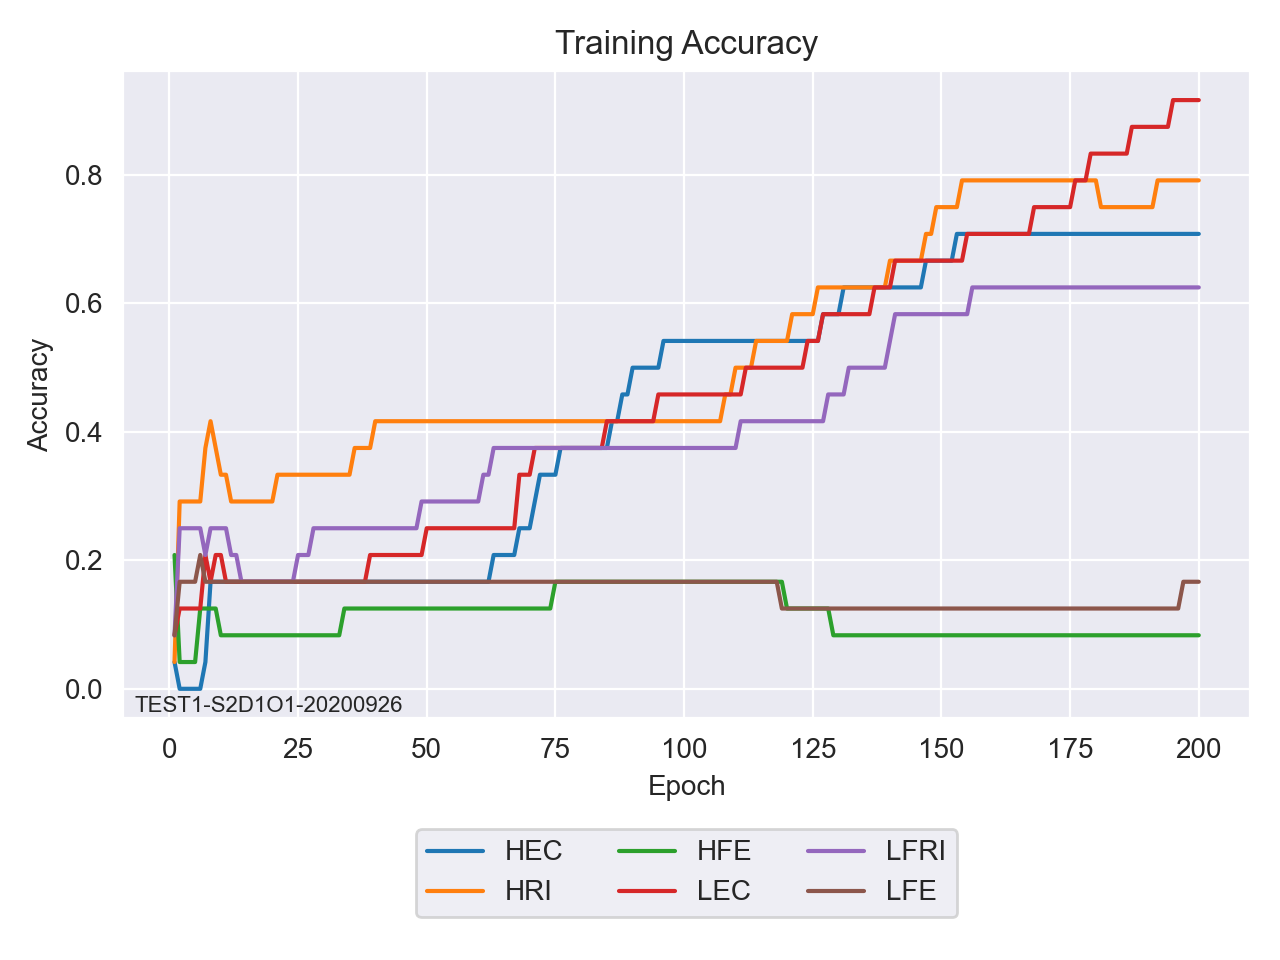 Training Accuracy
Accuracy
0.8
0.6
0.4
0.2
0.0
TEST1-S2D1O1-20200926
0 25 50 75 100 125 150 175 200
Epoch
HEC HFE LFRI
HRI LEC LFE